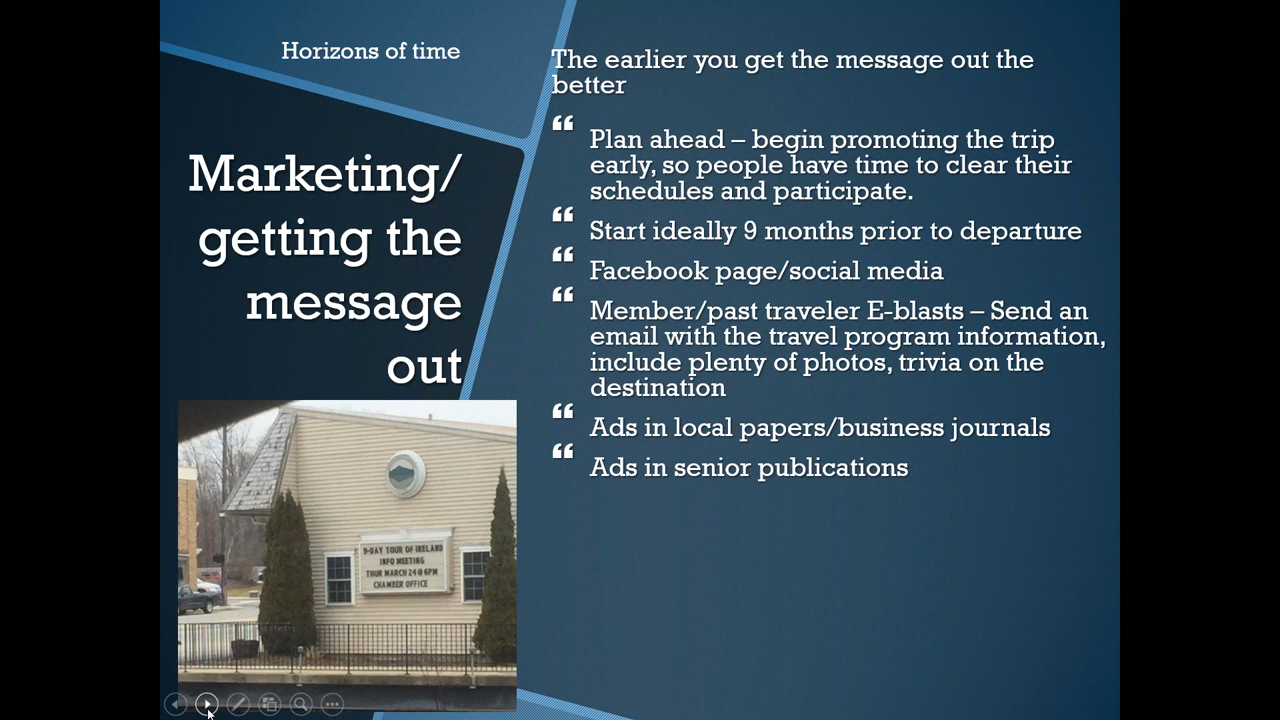 Horizons of time
Marketing/
getting the
message
out
The earlier you get the message out the
better
Plan ahead – begin promoting the trip
early, so people have time to clear their
schedules and participate.
Start ideally 9 months prior to departure
Facebook page/social media
Member/past traveler E-blasts – Send an
email with the travel program information,
include plenty of photos, trivia on the
destination
Ads in local papers/business journals
Ads in senior publications
9-DAY TOUR OF IRELAND
INFO MEETING
THUR MARCH 24 @ 6PM
CHAMBER OFFICE